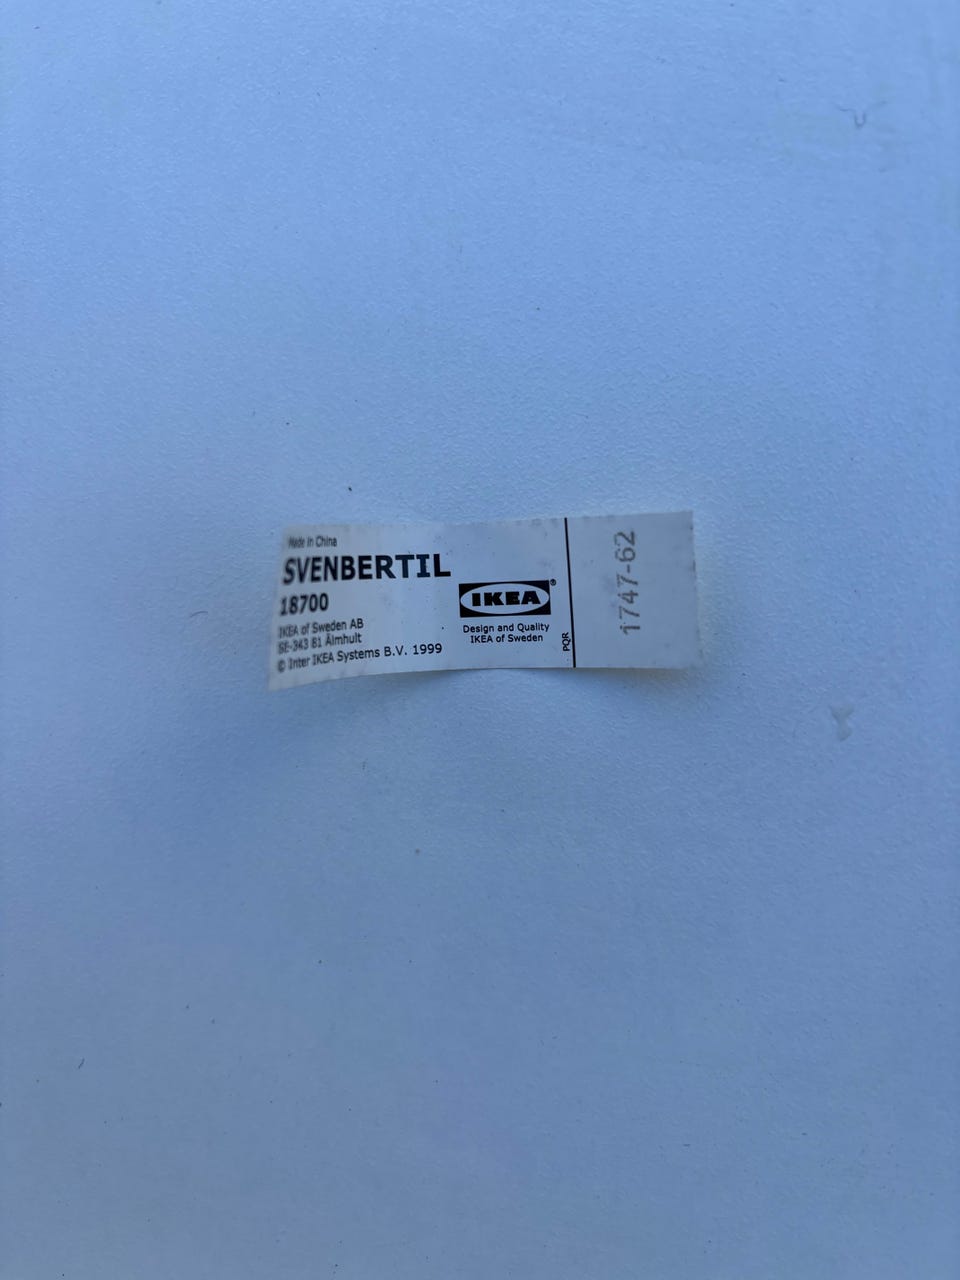 Made in China
SVENBERTIL
18700
IKEA of Sweden AB
SE-343 81 Älmhult
© Inter IKEA Systems B.V. 1999
IKEA®
Design and Quality
IKEA of Sweden
PQR
1747-62